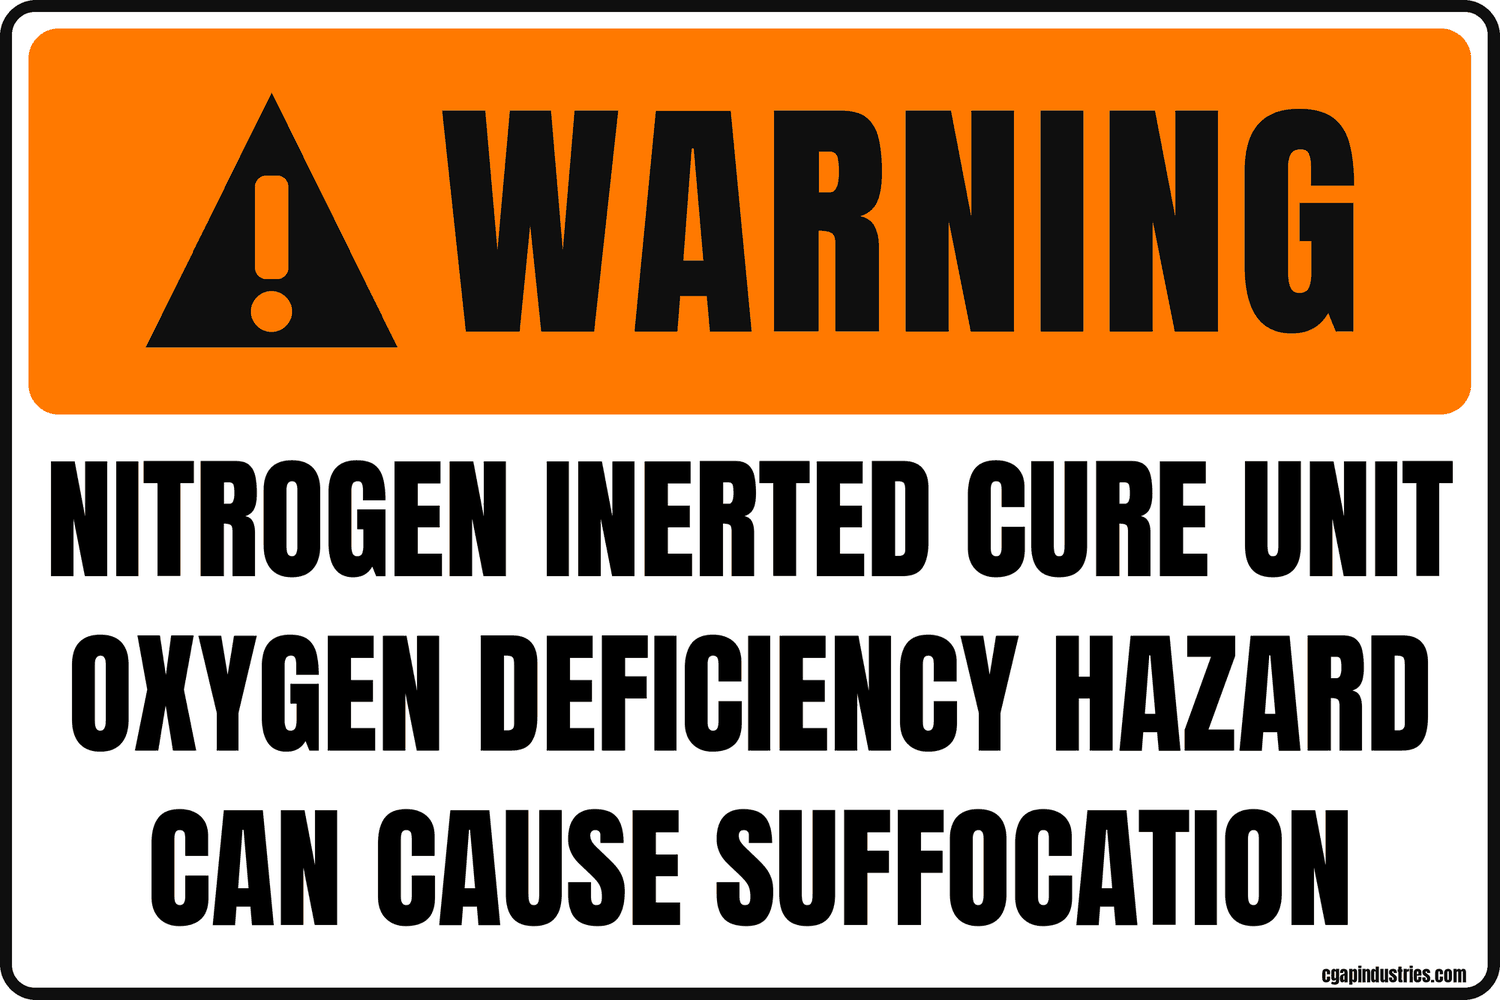 WARNING
NITROGEN INERTED CURE UNIT
OXYGEN DEFICIENCY HAZARD
CAN CAUSE SUFFOCATION
cgapindustries.com